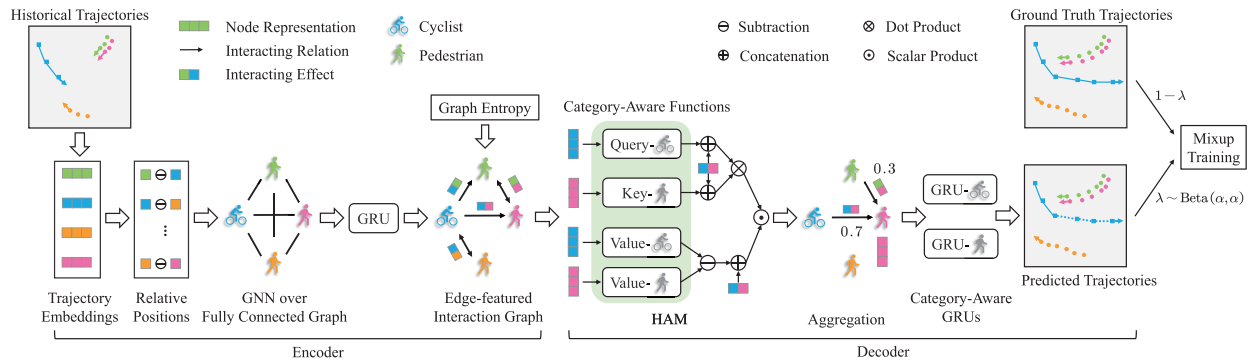 Historical Trajectories
Node Representation
Interacting Relation
Interacting Effect
Cyclist
Pedestrian
Subtraction
Concatenation
Dot Product
Scalar Product
Ground Truth Trajectories
Graph Entropy
Category-Aware Functions
Query-
Key-
Value-
Value-
GRU
0.3
0.7
GRU-
GRU-
1−λ
Mixup
Training
λ∼Beta(α,α)
Predicted Trajectories
Trajectory
Embeddings
Relative
Positions
GNN over
Fully Connected Graph
Edge-featured
Interaction Graph
HAM
Aggregation
Category-Aware
GRUs
Encoder
Decoder